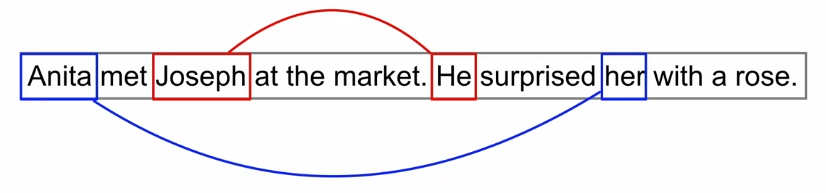 Anita met Joseph at the market. He surprised her with a rose.